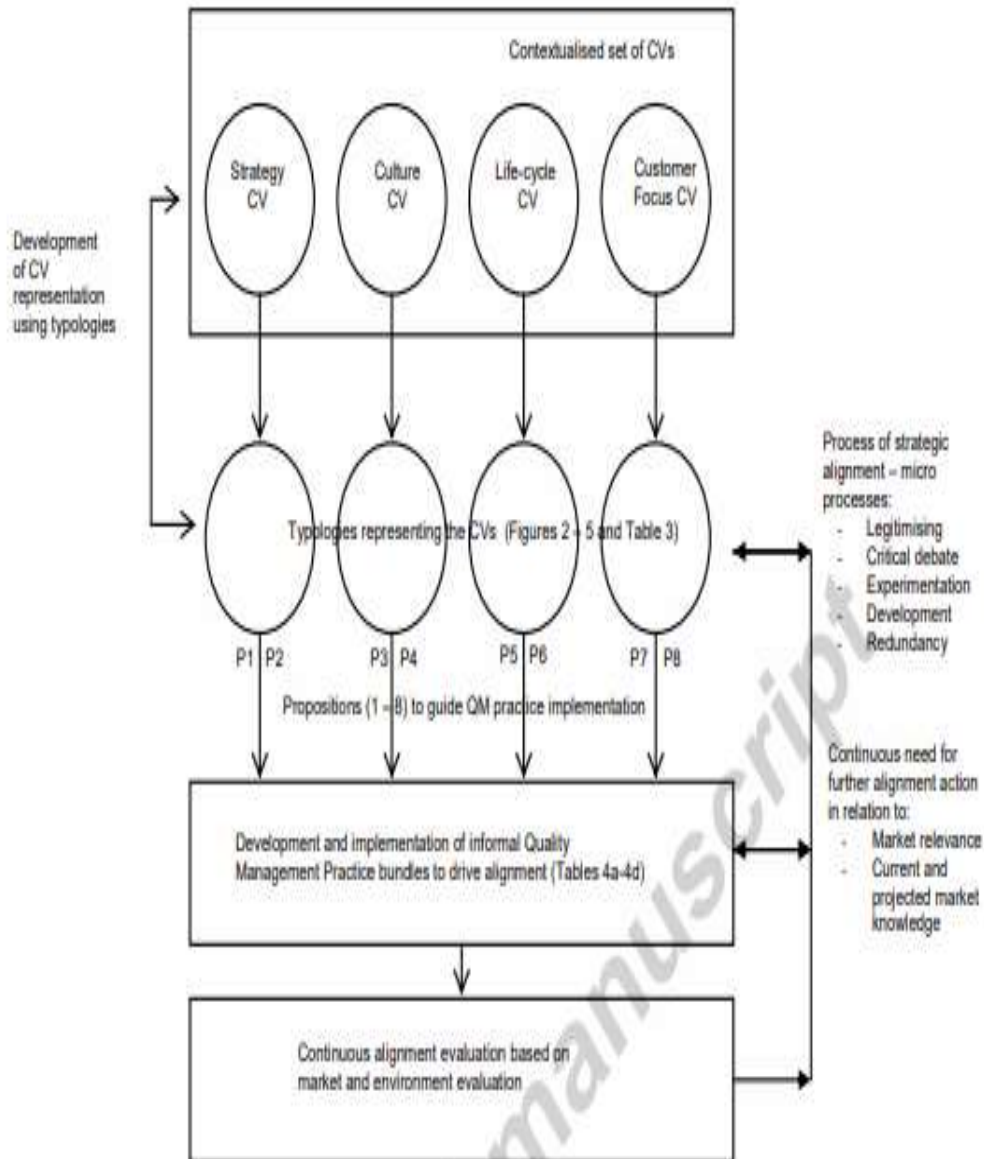 Contextualised set of CVs
Strategy
CV
Culture
CV
Life-cycle
CV
Customer
Focus CV
Development
of CV
representation
using typologies
Typologies representing the CVs (Figures 2 – 5 and Table 3)
P1 P2
P3 P4
P5 P6
P7 P8
Propositions (1 – 8) to guide QM practice implementation
Process of strategic
alignment – micro
processes:
- Legitimising
- Critical debate
- Experimentation
- Development
- Redundancy
Development and implementation of informal Quality
Management Practice bundles to drive alignment (Tables 4a-4d)
Continuous need for
further alignment action
in relation to:
- Market relevance
- Current and
projected market
knowledge
Continuous alignment evaluation based on
market and environment evaluation
manuscript